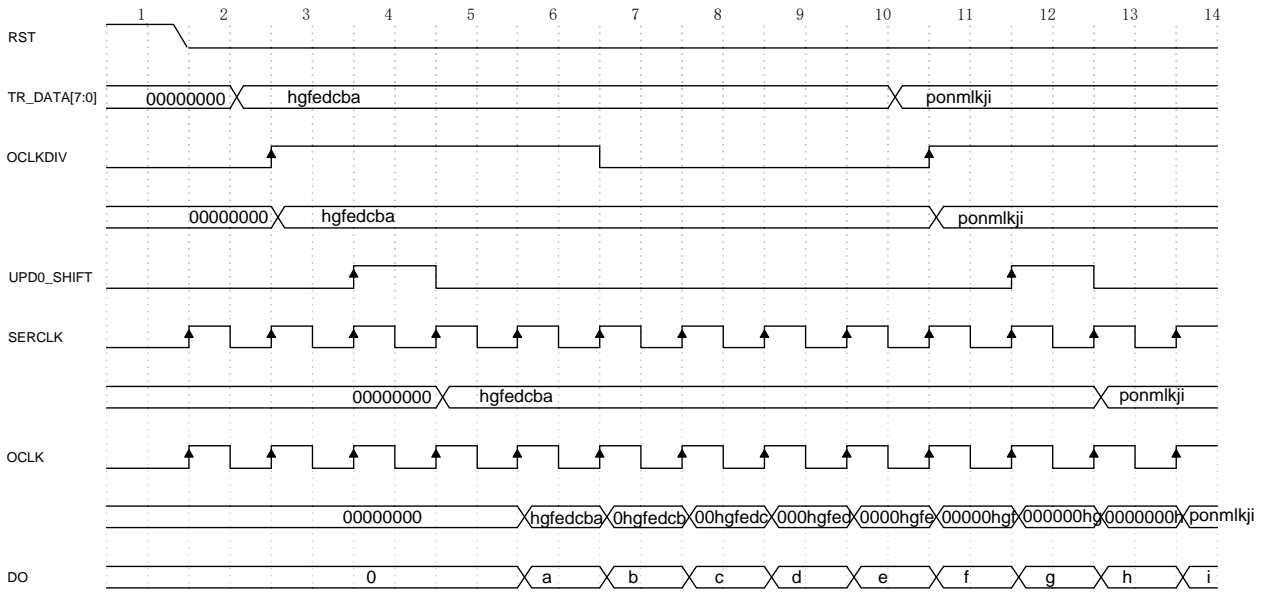 1 2 3 4 5 6 7 8 9 10 11 12 13 14
RST
TR_DATA[7:0] 00000000 hgfedcba ponmlkji
OCLKDIV
00000000 hgfedcba ponmlkji
UPD0_SHIFT
SERCLK
00000000 hgfedcba ponmlkji
OCLK
00000000 hgfedcba 0hgfedcb 00hgfedc 000hgfed 0000hgfe 00000hgf 000000hg 0000000h ponmlkji
DO 0 a b c d e f g h i